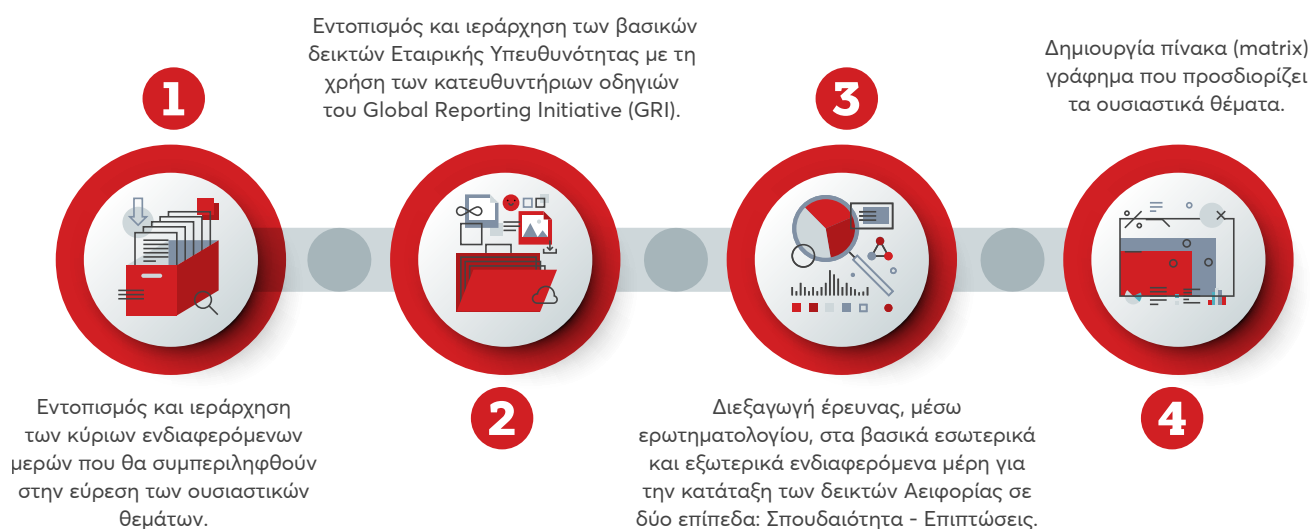 1
Εντοπισμός και ιεράρχηση
των κύριων ενδιαφερόμενων
μερών που θα συμπεριληφθούν
στην εύρεση των ουσιαστικών
θεμάτων.
Εντοπισμός και ιεράρχηση των βασικών
δεικτών Εταιρικής Υπευθυνότητας με τη
χρήση των κατευθυντήριων οδηγιών
του Global Reporting Initiative (GRI).
2
3
Διεξαγωγή έρευνας, μέσω
ερωτηματολογίου, στα βασικά εσωτερικά
και εξωτερικά ενδιαφερόμενα μέρη για
την κατάταξη των δεικτών Αειφορίας σε
δύο επίπεδα: Σπουδαιότητα - Επιπτώσεις.
Δημιουργία πίνακα (matrix)
γράφημα που προσδιορίζει
τα ουσιαστικά θέματα.
4